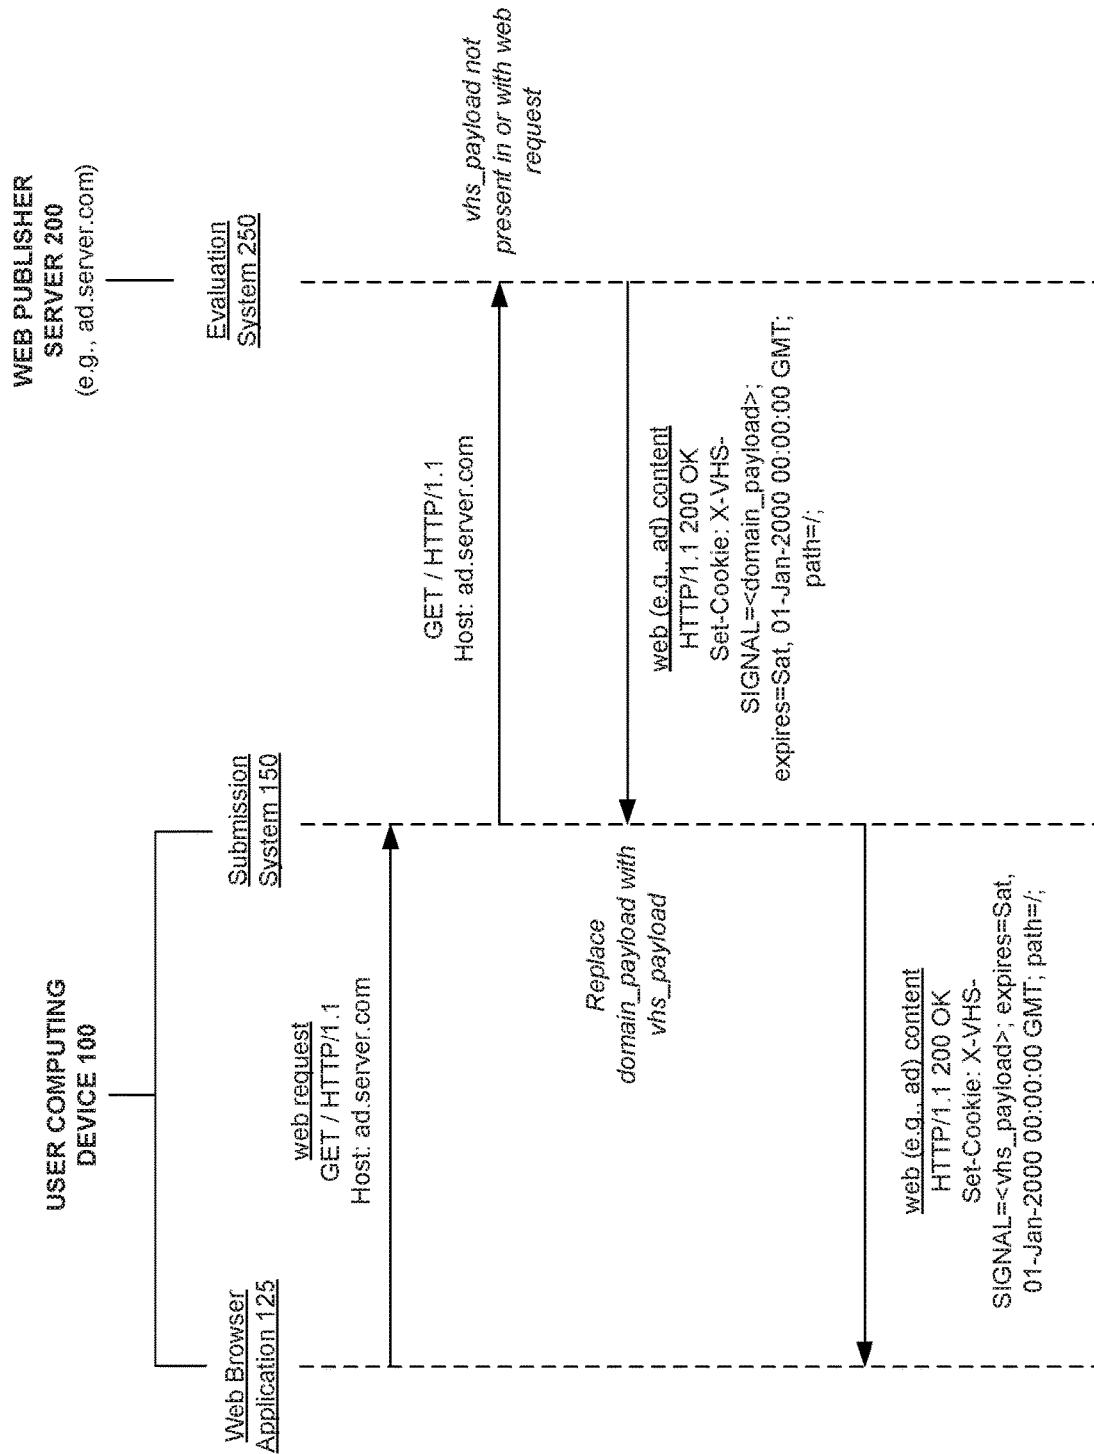 USER COMPUTING
DEVICE 100
WEB PUBLISHER
SERVER 200
(e.g., ad.server.com)
Web Browser
Application 125
Submission
System 150
Evaluation
System 250
web request
GET / HTTP/1.1
Host: ad.server.com
GET / HTTP/1.1
Host: ad.server.com
vhs_payload not
present in or with web
request
Replace
domain_payload with
vhs_payload
web (e.g., ad) content
HTTP/1.1 200 OK
Set-Cookie: X-VHS-
SIGNAL=<domain_payload>;
expires=Sat, 01-Jan-2000 00:00:00 GMT;
path=/;
web (e.g., ad) content
HTTP/1.1 200 OK
Set-Cookie: X-VHS-
SIGNAL=<vhs_payload>; expires=Sat,
01-Jan-2000 00:00:00 GMT; path=/;